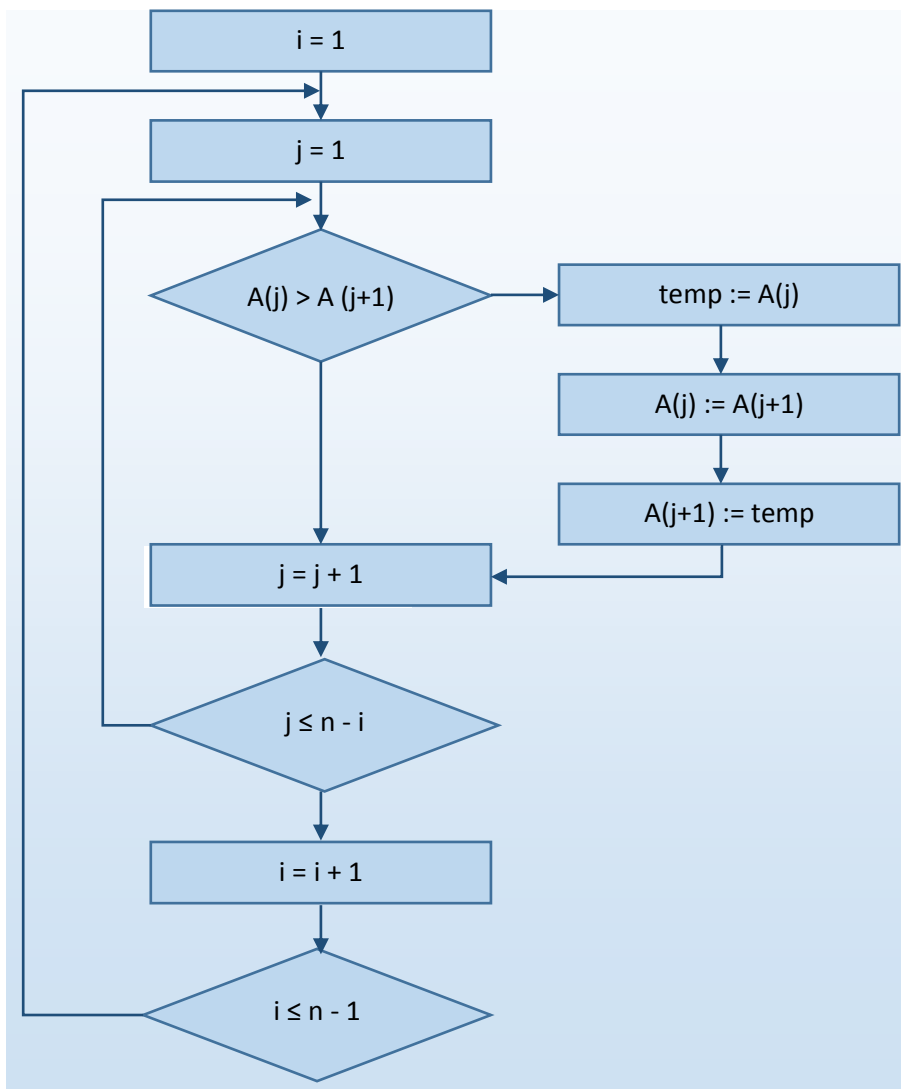 i = 1
j = 1
A(j) > A (j+1)
temp := A(j)
A(j) := A(j+1)
A(j+1) := temp
j = j + 1
j ≤ n - i
i = i + 1
i ≤ n - 1